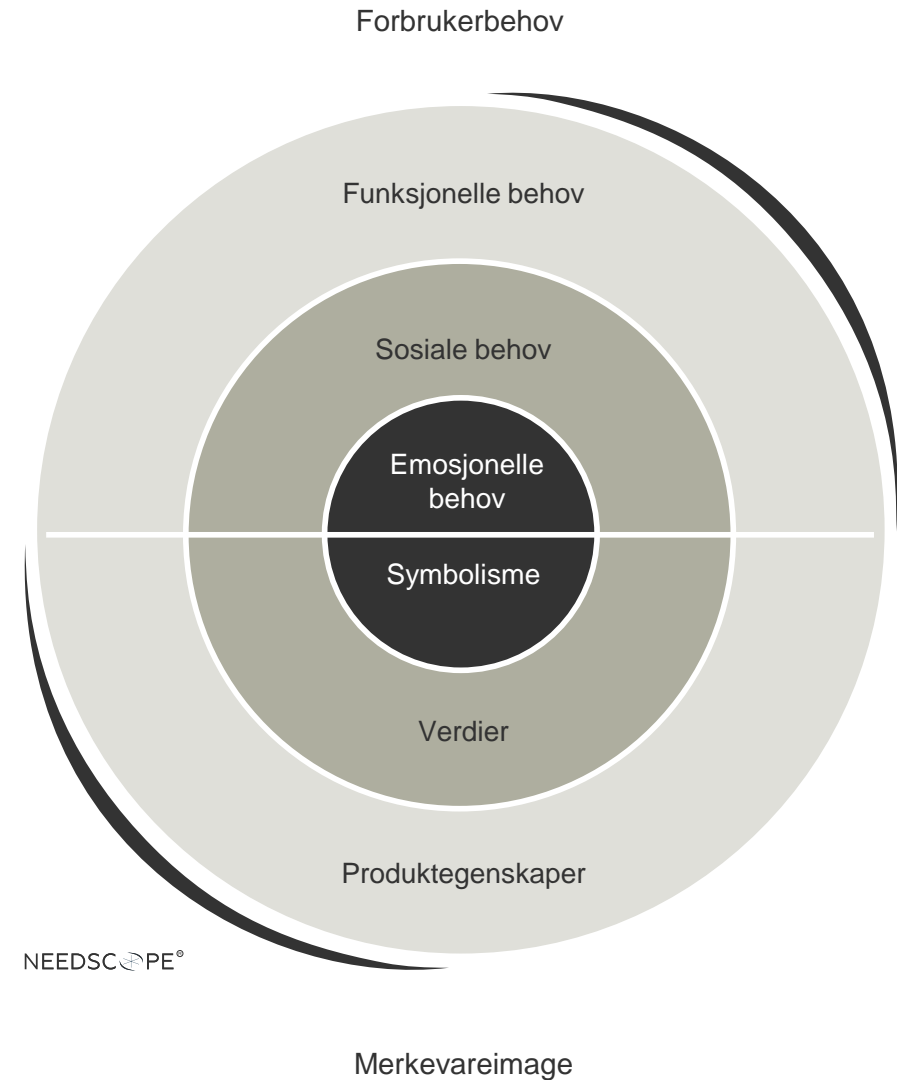 Forbrukerbehov
Funksjonelle behov
Sosiale behov
Emosjonelle
behov
Symbolisme
Verdier
Produktegenskaper
NEEDSCOPE®
Merkevareimage